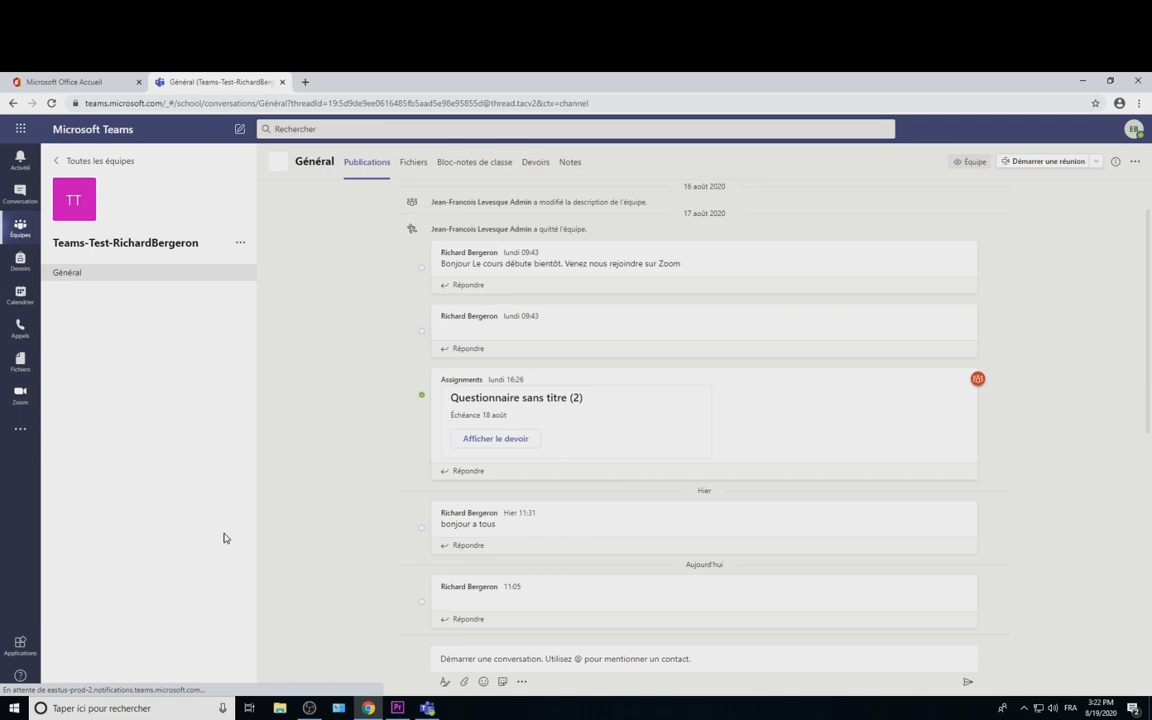 Microsoft Office Accueil
Général (Teams-Test-RichardBerg
teams.microsoft.com/_#/school/conversations/Général?threadId=19:5d9de9ee0616485fb5aad5e98e95855d@thread.tacv2&ctx=channel
Microsoft Teams
Rechercher
EB
Activité
Conversation
Équipes
Devoirs
Calendrier
Appels
Fichiers
Zoom
Applications
Toutes les équipes
TT
Teams-Test-RichardBergeron
Général
Général
Publications
Fichiers
Bloc-notes de classe
Devoirs
Notes
Équipe
Démarrer une réunion
16 août 2020
Jean-Francois Levesque Admin a modifié la description de l'équipe.
17 août 2020
Jean-Francois Levesque Admin a quitté l'équipe.
Richard Bergeron lundi 09:43
Bonjour Le cours débute bientôt. Venez nous rejoindre sur Zoom
Répondre
Richard Bergeron lundi 09:43
Répondre
Assignments lundi 16:26
Questionnaire sans titre (2)
Échéance 18 août
Afficher le devoir
Répondre
Hier
Richard Bergeron Hier 11:31
bonjour a tous
Répondre
Aujourd'hui
Richard Bergeron 11:05
Répondre
Démarrer une conversation. Utilisez @ pour mentionner un contact.
En attente de eastus-prod-2.notifications.teams.microsoft.com...
Taper ici pour rechercher
FRA
3:22 PM
8/19/2020
2